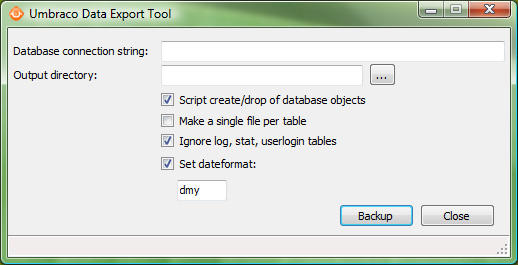 Umbraco Data Export Tool
Database connection string:
Output directory:
...
Script create/drop of database objects
Make a single file per table
Ignore log, stat, userlogin tables
Set dateformat:
dmy
Backup Close